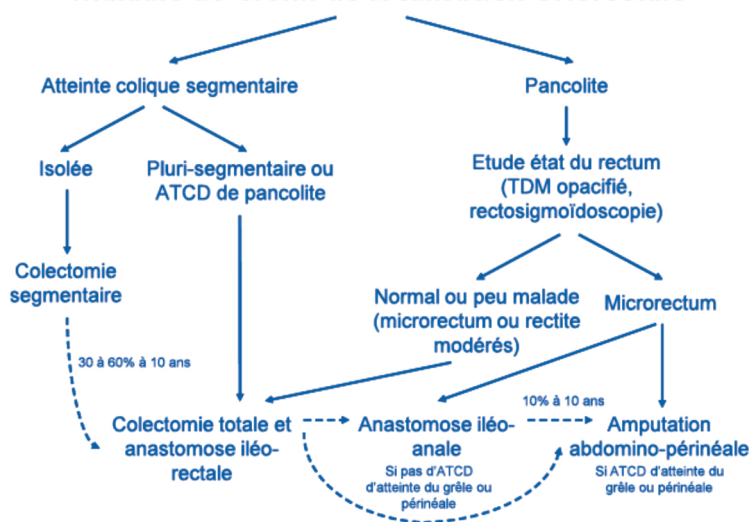 Atteinte colique segmentaire
Pancolite
Isolée
Pluri-segmentaire ou
ATCD de pancolite
Etude état du rectum
(TDM opacifié,
rectosigmoïdoscopie)
Colectomie
segmentaire
Normal ou peu malade
(microrectum ou rectite
modérés)
Microrectum
30 à 60% à 10 ans
10% à 10 ans
Colectomie totale et
anastomose iléo-
rectale
Anastomose iléo-
anale
Si pas d'ATCD
d'atteinte du grêle ou
périnéale
Amputation
abdomino-périnéale
Si ATCD d'atteinte du
grêle ou périnéale